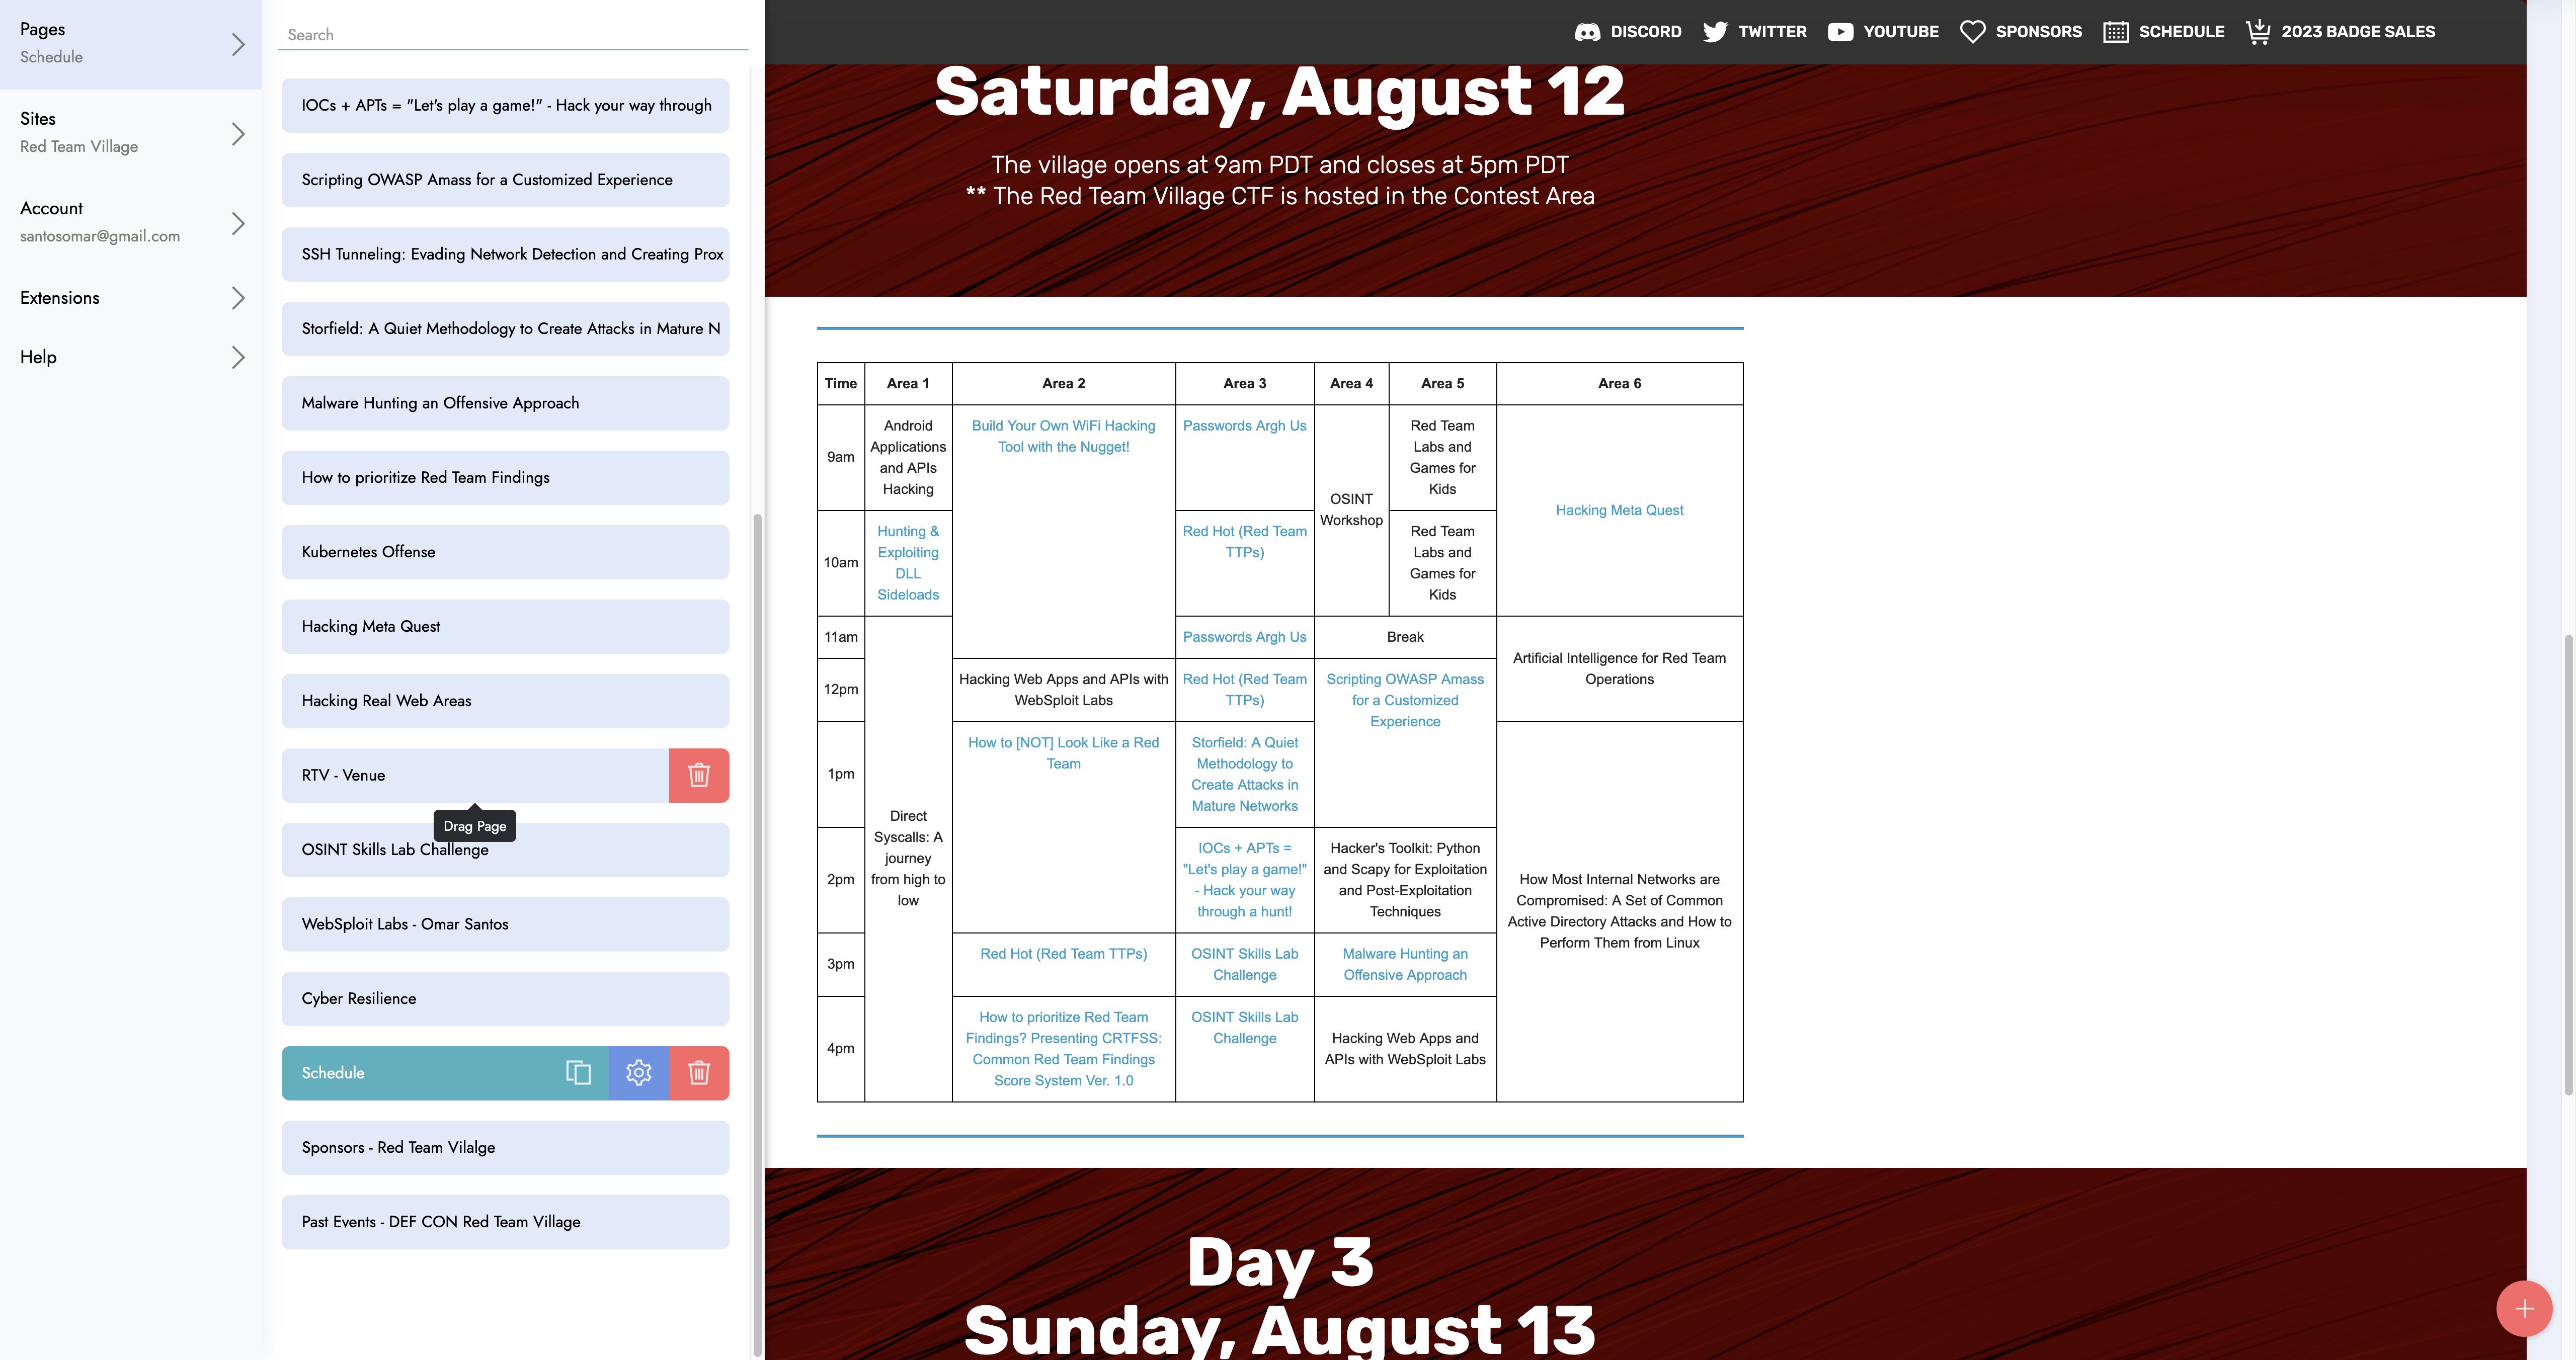 Pages
Schedule
Sites
Red Team Village
Account
santosomar@gmail.com
Extensions
Help
Search
IOCs + APTs = "Let's play a game!" - Hack your way through
Scripting OWASP Amass for a Customized Experience
SSH Tunneling: Evading Network Detection and Creating Prox
Storfield: A Quiet Methodology to Create Attacks in Mature N
Malware Hunting an Offensive Approach
How to prioritize Red Team Findings
Kubernetes Offense
Hacking Meta Quest
Hacking Real Web Areas
RTV - Venue
Drag Page
OSINT Skills Lab Challenge
WebSploit Labs - Omar Santos
Cyber Resilience
Schedule
Sponsors - Red Team Vilalge
Past Events - DEF CON Red Team Village
DISCORD TWITTER YOUTUBE SPONSORS SCHEDULE 2023 BADGE SALES
Saturday, August 12
The village opens at 9am PDT and closes at 5pm PDT
** The Red Team Village CTF is hosted in the Contest Area
Time Area 1 Area 2 Area 3 Area 4 Area 5 Area 6
9am
Android
Applications
and APIs
Hacking
Build Your Own WiFi Hacking
Tool with the Nugget!
Passwords Argh Us
OSINT
Workshop
Red Team
Labs and
Games for
Kids
Hacking Meta Quest
10am
Hunting &
Exploiting
DLL
Sideloads
Red Hot (Red Team
TTPs)
Red Team
Labs and
Games for
Kids
11am
Direct
Syscalls: A
journey
from high to
low
Passwords Argh Us
Break
Artificial Intelligence for Red Team
Operations
12pm
Hacking Web Apps and APIs with
WebSploit Labs
Red Hot (Red Team
TTPs)
Scripting OWASP Amass
for a Customized
Experience
1pm
How to [NOT] Look Like a Red
Team
Storfield: A Quiet
Methodology to
Create Attacks in
Mature Networks
How Most Internal Networks are
Compromised: A Set of Common
Active Directory Attacks and How to
Perform Them from Linux
2pm
IOCs + APTs =
"Let's play a game!"
- Hack your way
through a hunt!
Hacker's Toolkit: Python
and Scapy for Exploitation
and Post-Exploitation
Techniques
3pm
Red Hot (Red Team TTPs)
OSINT Skills Lab
Challenge
Malware Hunting an
Offensive Approach
4pm
How to prioritize Red Team
Findings? Presenting CRTFSS:
Common Red Team Findings
Score System Ver. 1.0
OSINT Skills Lab
Challenge
Hacking Web Apps and
APIs with WebSploit Labs
Day 3
Sunday, August 13